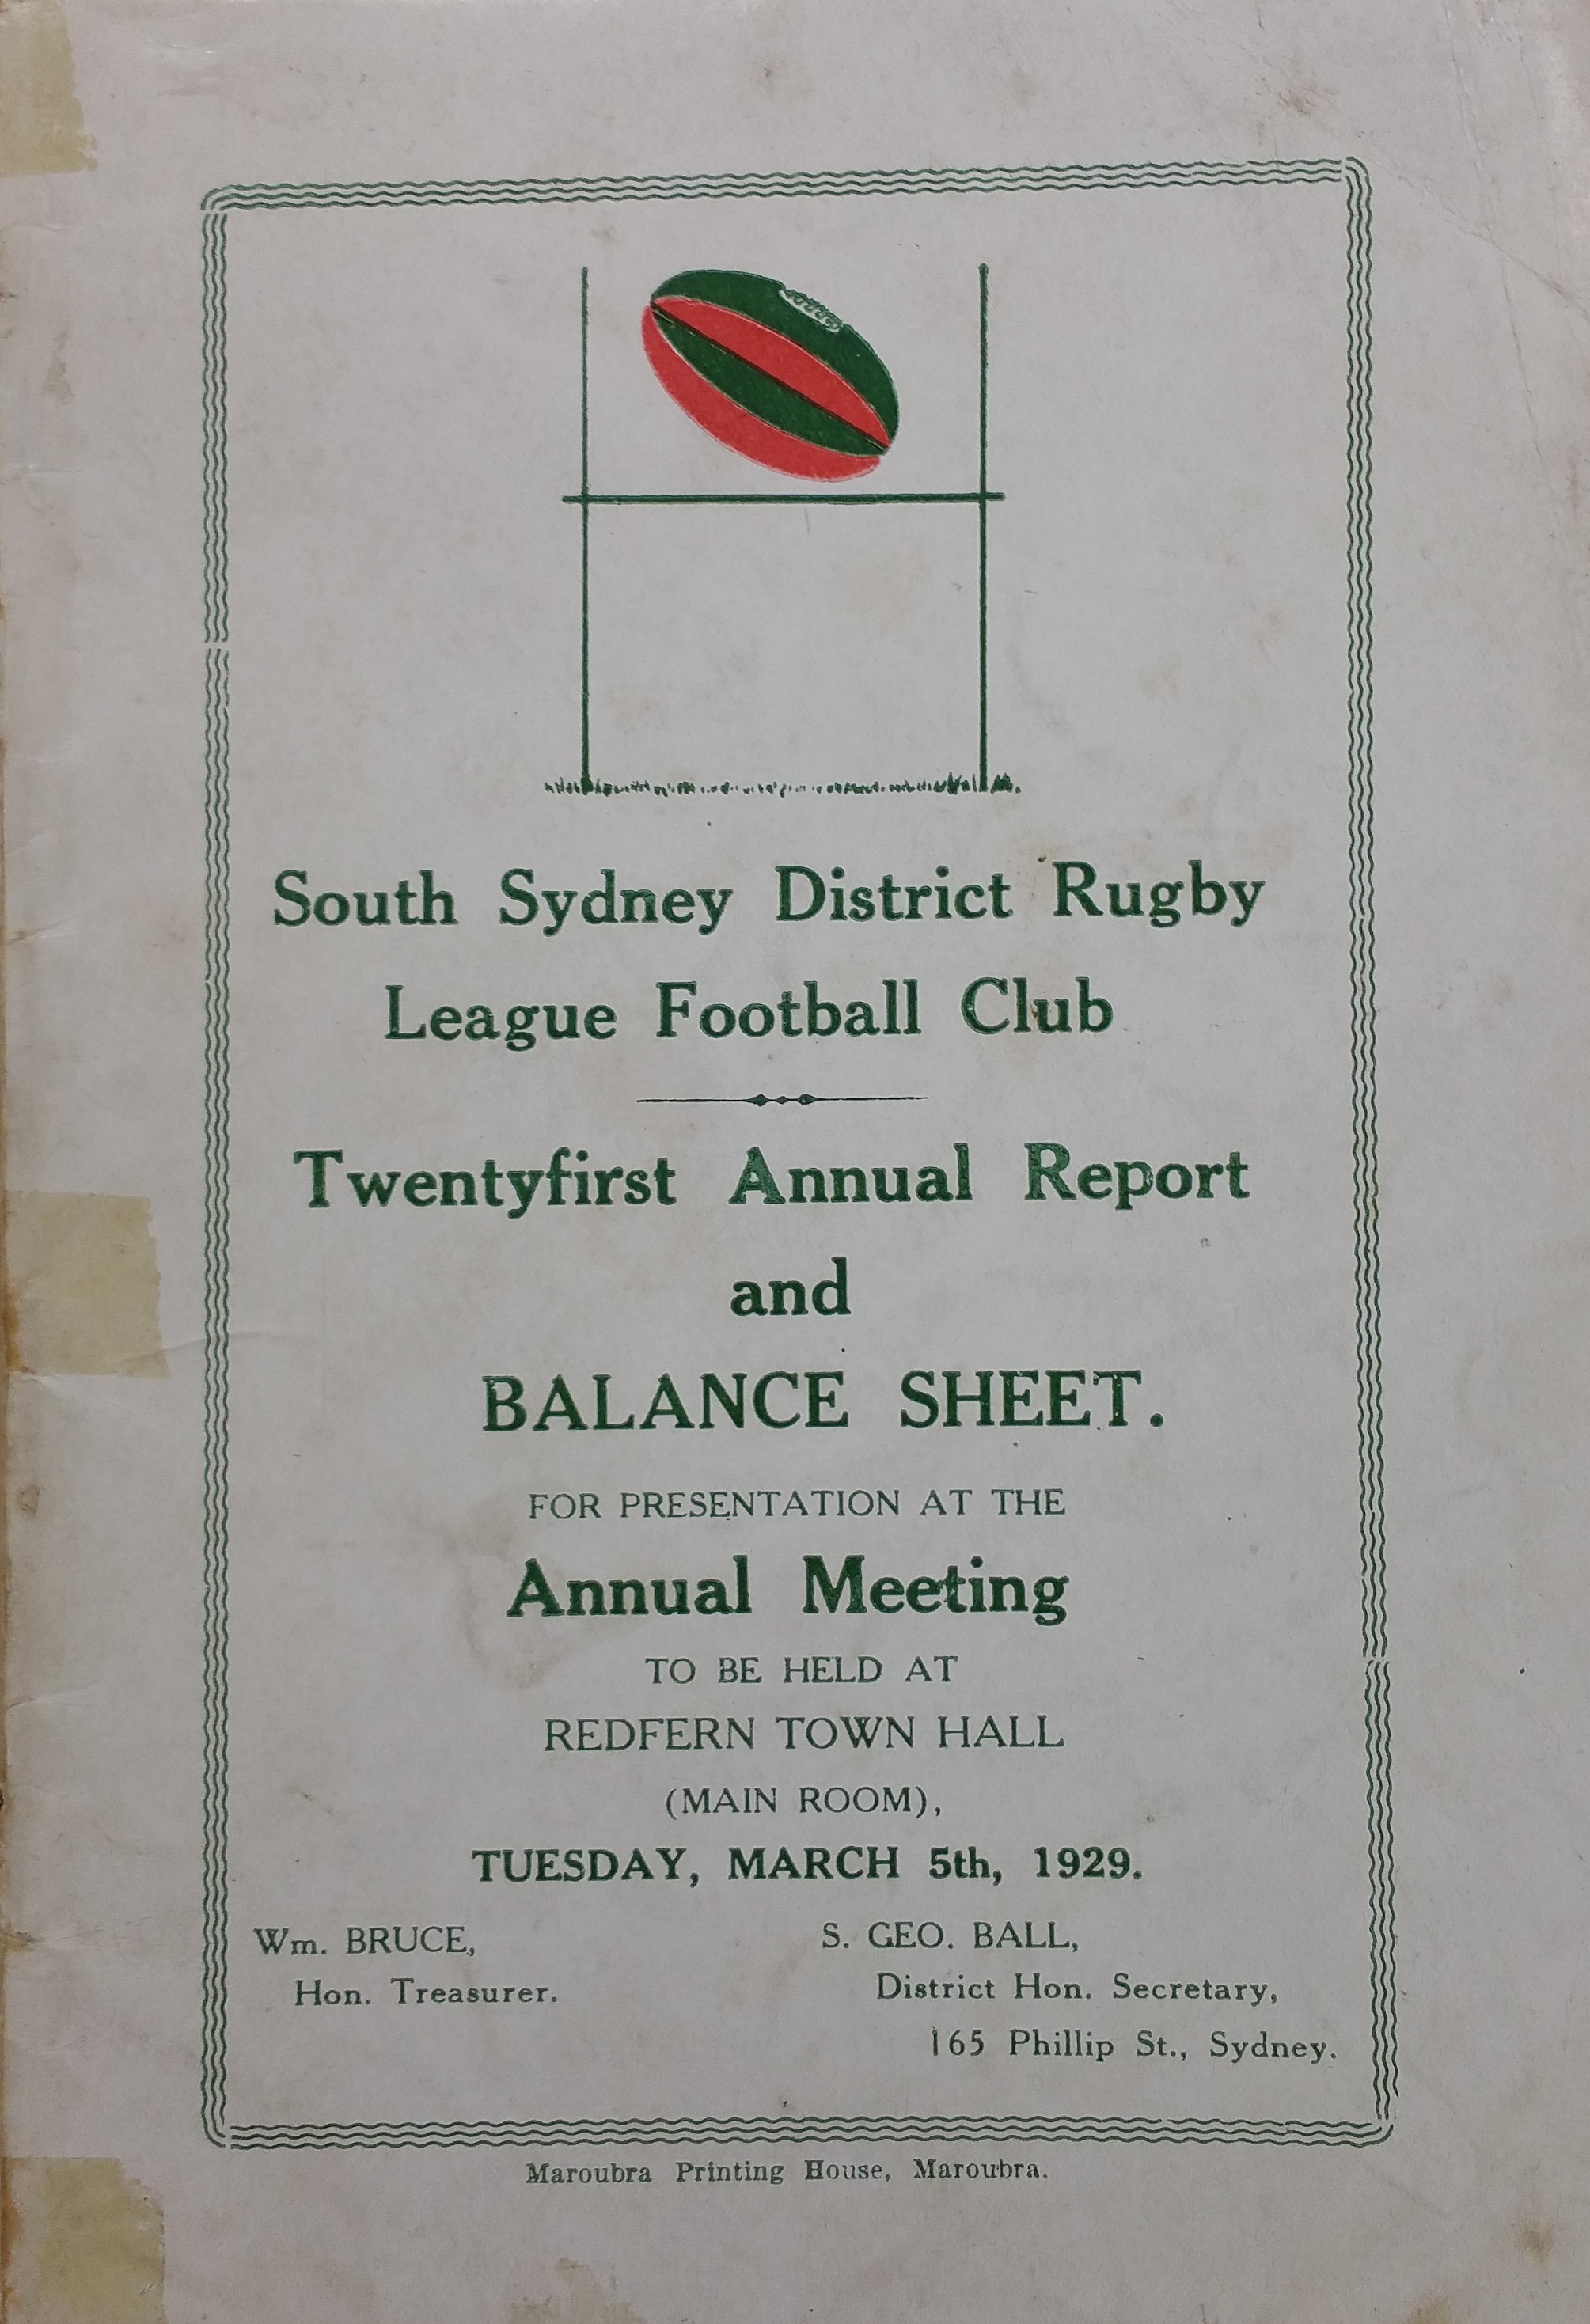 South Sydney District Rugby
League Football Club
Twentyfirst Annual Report
and
BALANCE SHEET.
FOR PRESENTATION AT THE
Annual Meeting
TO BE HELD AT
REDFERN TOWN HALL
(MAIN ROOM),
TUESDAY, MARCH 5th, 1929.
Wm. BRUCE,
Hon. Treasurer.
S. GEO. BALL,
District Hon. Secretary,
165 Phillip St., Sydney.
Maroubra Printing House, Maroubra.